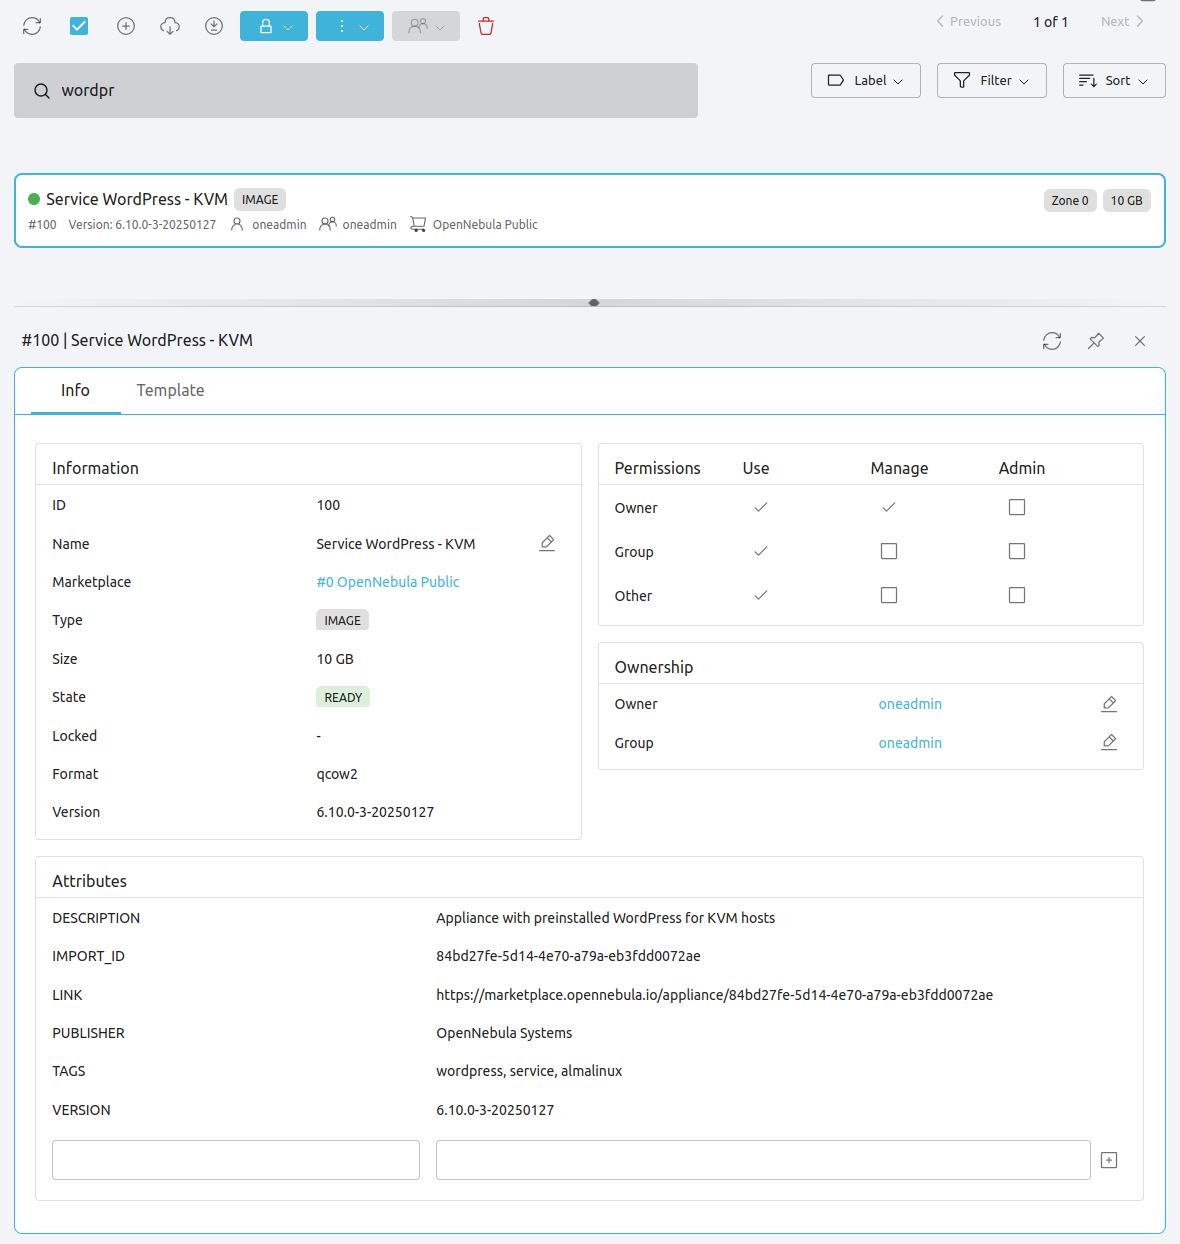 Previous 1 of 1 Next
wordpr
Label Filter Sort
Service WordPress - KVM IMAGE Zone 0 10 GB
#100 Version: 6.10.0-3-20250127 oneadmin oneadmin OpenNebula Public
#100 | Service WordPress - KVM
Info Template
Information
ID 100
Name Service WordPress - KVM
Marketplace #0 OpenNebula Public
Type IMAGE
Size 10 GB
State READY
Locked -
Format qcow2
Version 6.10.0-3-20250127
Permissions Use Manage Admin
Owner
Group
Other
Ownership
Owner oneadmin
Group oneadmin
Attributes
DESCRIPTION Appliance with preinstalled WordPress for KVM hosts
IMPORT_ID 84bd27fe-5d14-4e70-a79a-eb3fdd0072ae
LINK https://marketplace.opennebula.io/appliance/84bd27fe-5d14-4e70-a79a-eb3fdd0072ae
PUBLISHER OpenNebula Systems
TAGS wordpress, service, almalinux
VERSION 6.10.0-3-20250127